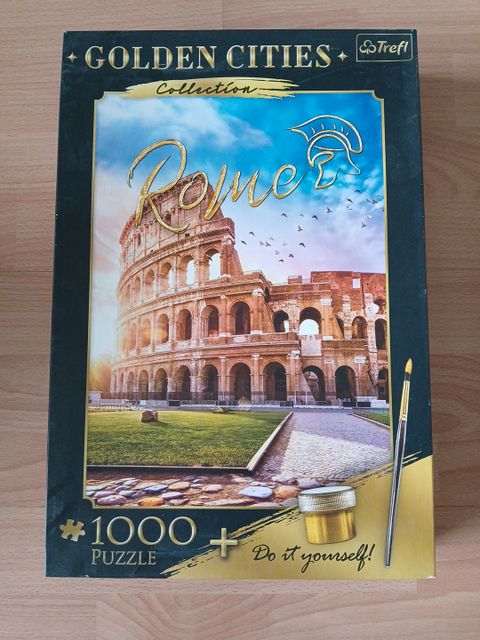 GOLDEN CITIES
Trefl
Collection
Rome
1000
PUZZLE
+
Do it yourself!